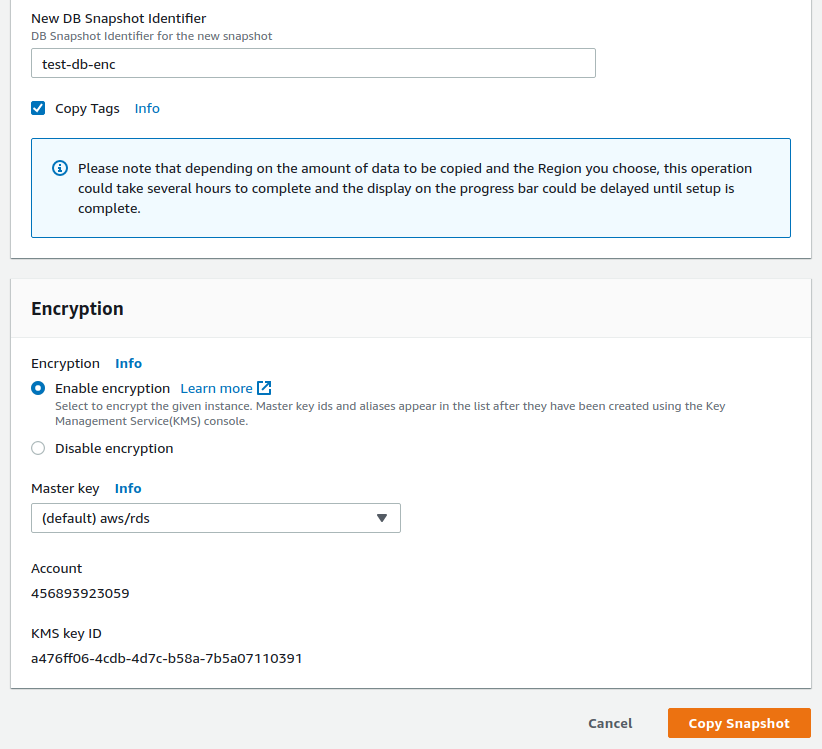 New DB Snapshot Identifier
DB Snapshot Identifier for the new snapshot
test-db-enc
Copy Tags Info
Please note that depending on the amount of data to be copied and the Region you choose, this operation
could take several hours to complete and the display on the progress bar could be delayed until setup is
complete.
Encryption
Encryption Info
Enable encryption Learn more
Select to encrypt the given instance. Master key ids and aliases appear in the list after they have been created using the Key
Management Service(KMS) console.
Disable encryption
Master key Info
(default) aws/rds
Account
456893923059
KMS key ID
a476ff06-4cdb-4d7c-b58a-7b5a07110391
Cancel Copy Snapshot